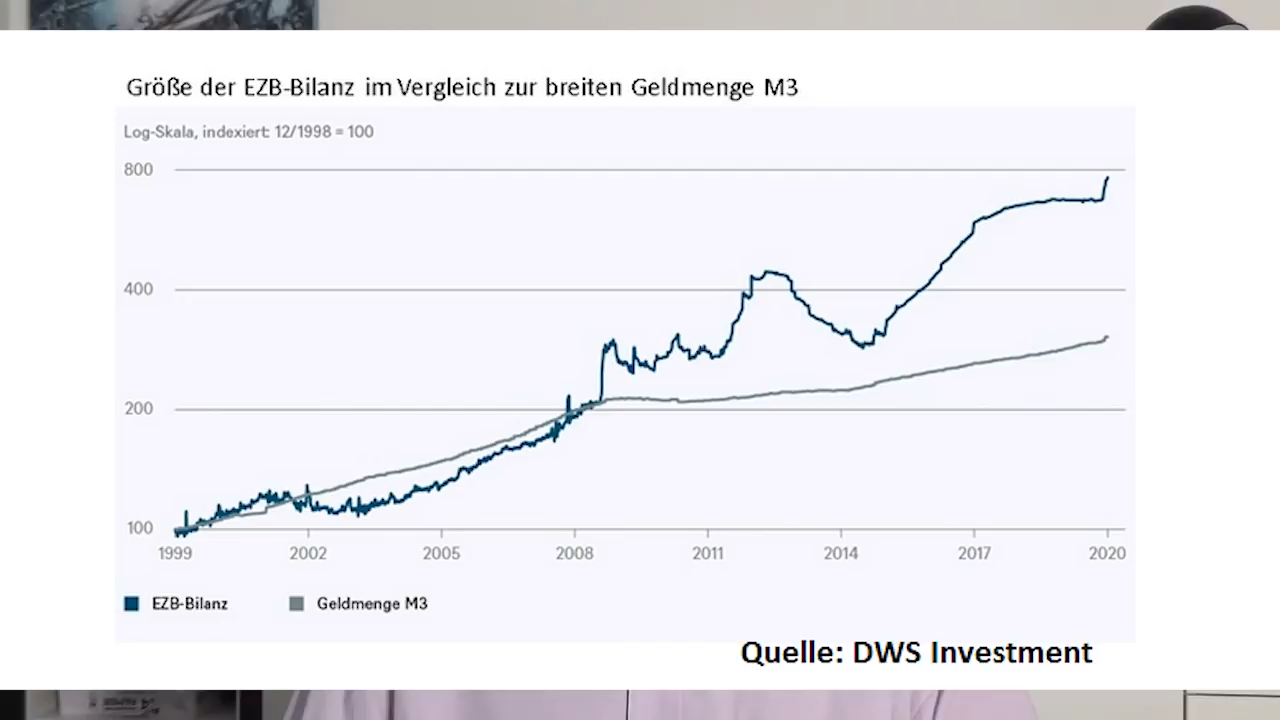 Größe der EZB-Bilanz im Vergleich zur breiten Geldmenge M3
Log-Skala, indexiert: 12/1998 = 100
800
400
200
100
1999 2002 2005 2008 2011 2014 2017 2020
EZB-Bilanz Geldmenge M3
Quelle: DWS Investment